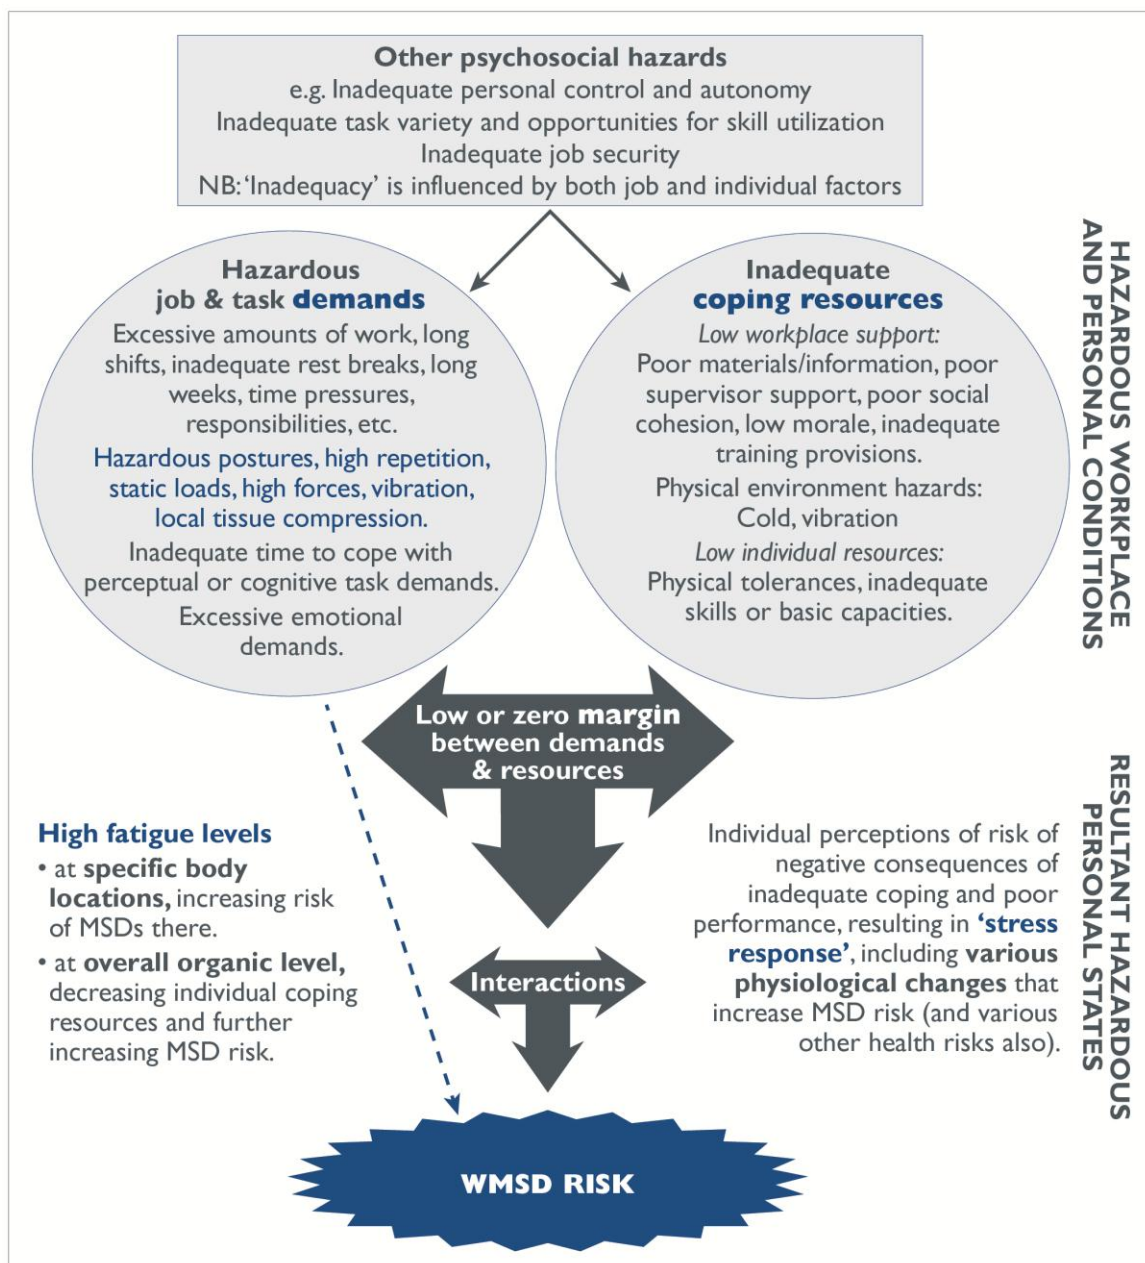 Other psychosocial hazards
e.g. Inadequate personal control and autonomy
Inadequate task variety and opportunities for skill utilization
Inadequate job security
NB: ‘Inadequacy’ is influenced by both job and individual factors
Hazardous
job & task demands
Excessive amounts of work, long
shifts, inadequate rest breaks, long
weeks, time pressures,
responsibilities, etc.
Hazardous postures, high repetition,
static loads, high forces, vibration,
local tissue compression.
Inadequate time to cope with
perceptual or cognitive task demands.
Excessive emotional
demands.
Inadequate
coping resources
Low workplace support:
Poor materials/information, poor
supervisor support, poor social
cohesion, low morale, inadequate
training provisions.
Physical environment hazards:
Cold, vibration
Low individual resources:
Physical tolerances, inadequate
skills or basic capacities.
HAZARDOUS WORKPLACE
AND PERSONAL CONDITIONS
Low or zero margin
between demands
& resources
High fatigue levels
• at specific body
locations, increasing risk
of MSDs there.
• at overall organic level,
decreasing individual coping
resources and further
increasing MSD risk.
Interactions
Individual perceptions of risk of
negative consequences of
inadequate coping and poor
performance, resulting in ‘stress
response’, including various
physiological changes that
increase MSD risk (and various
other health risks also).
RESULTANT HAZARDOUS
PERSONAL STATES
WMSD RISK